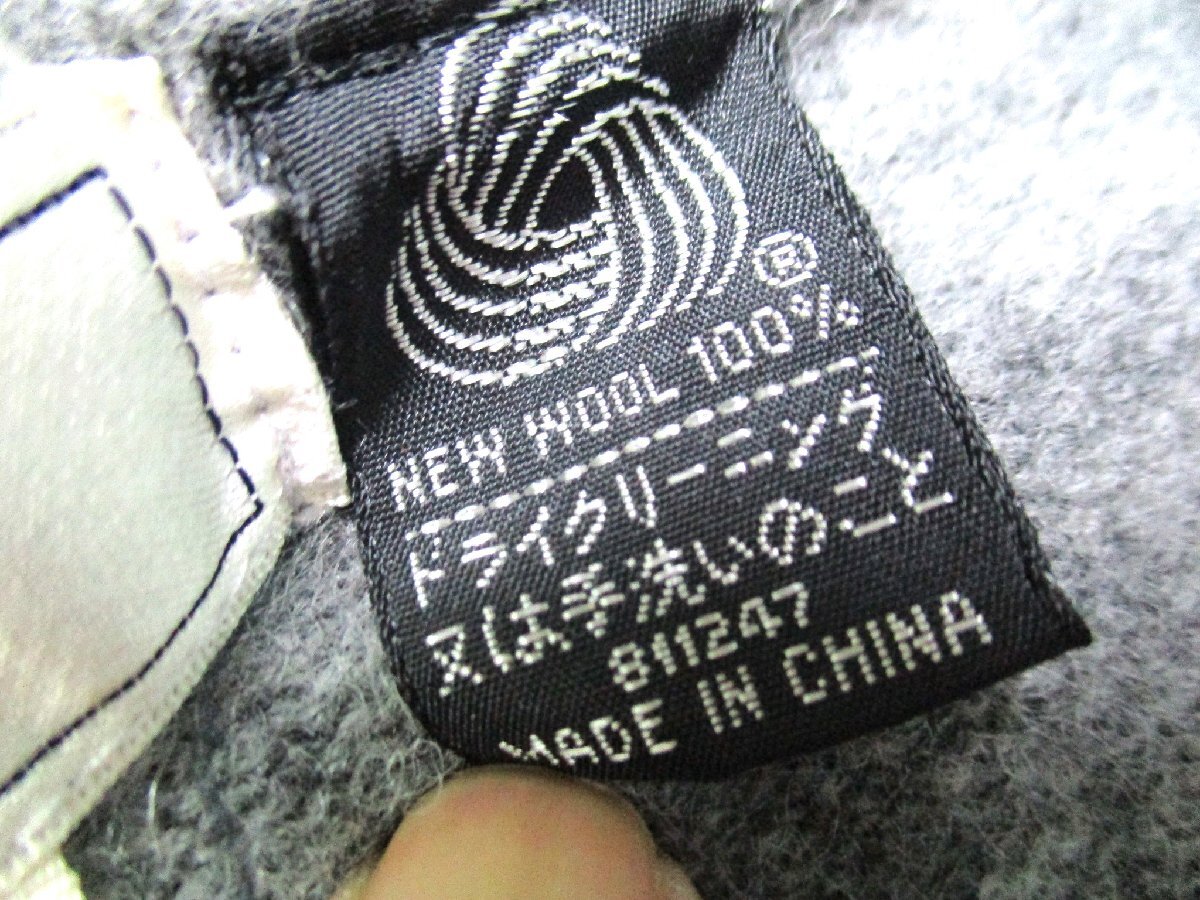 ®
NEW WOOL 100%
ドライクリーニング
又は手洗いのこと
811247
MADE IN CHINA